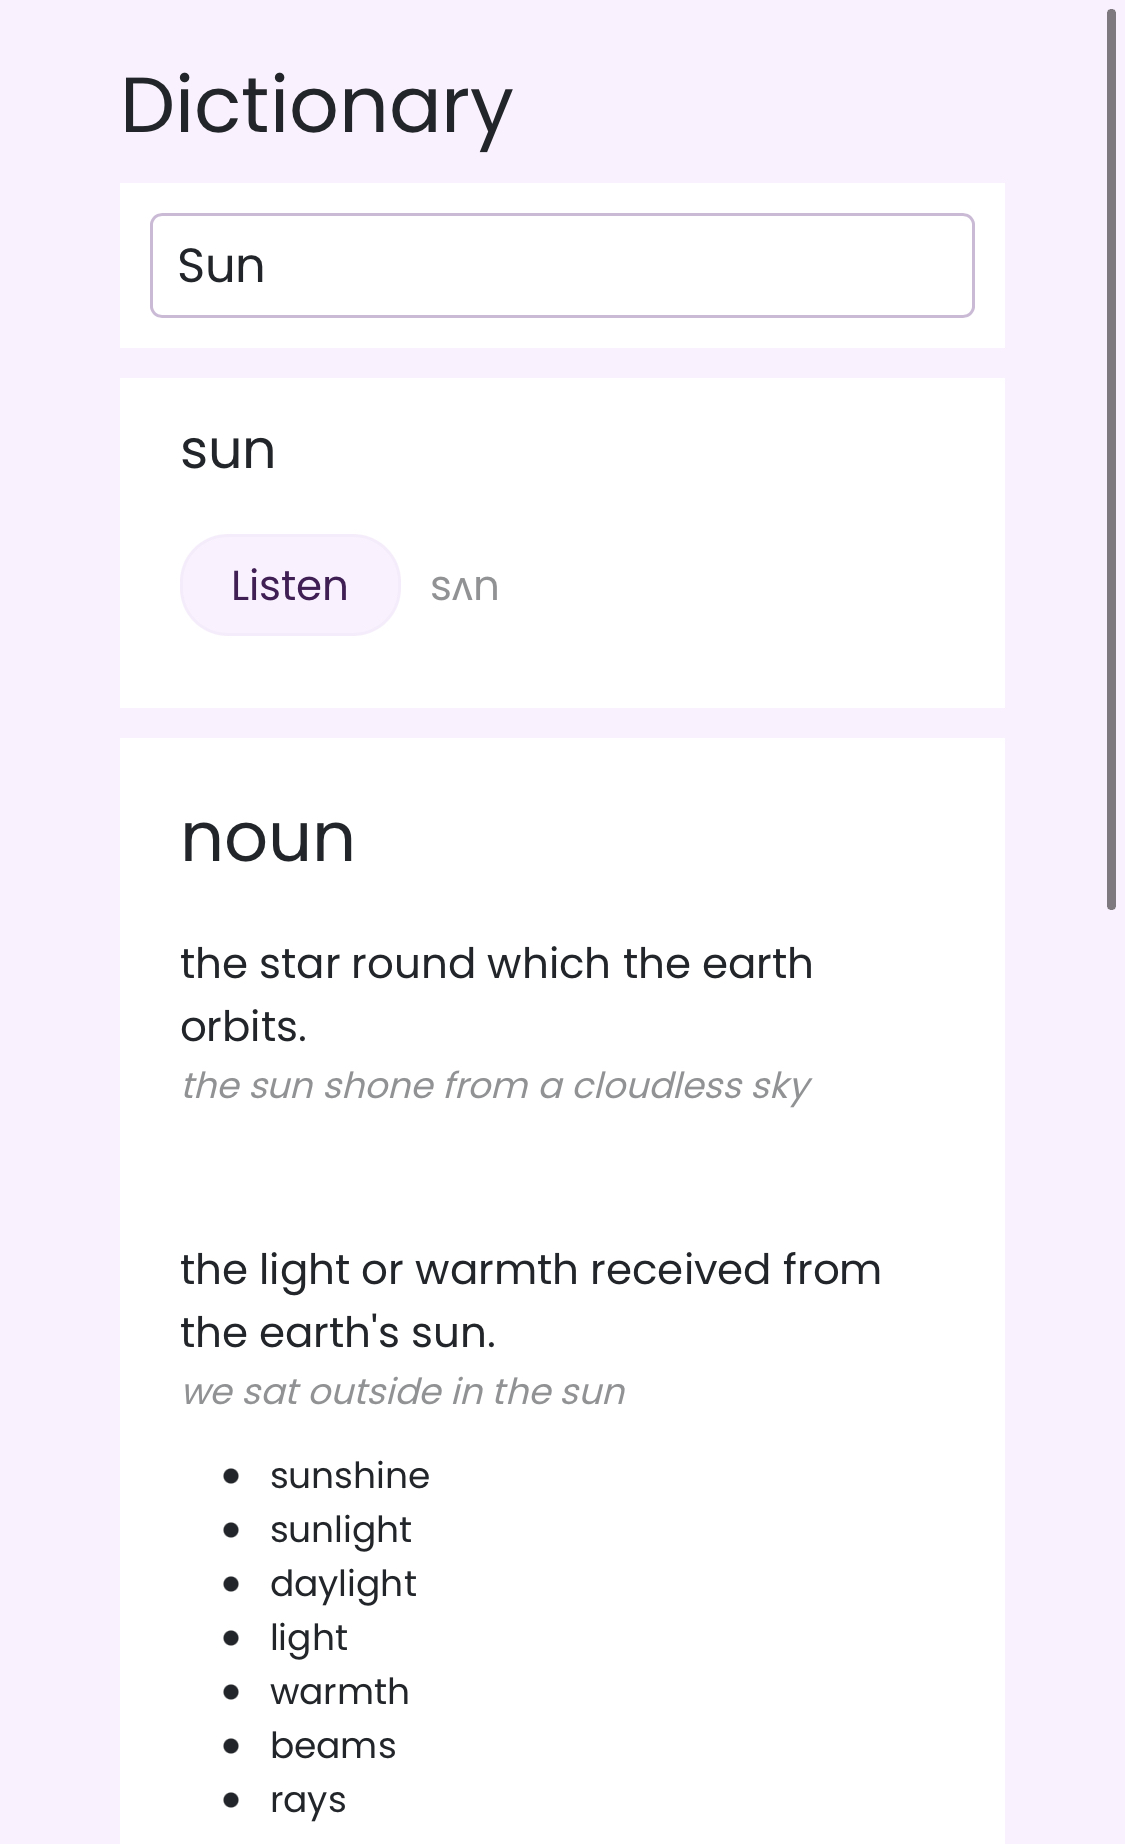 Dictionary
Sun
sun
Listen sʌn
noun
the star round which the earth
orbits.
the sun shone from a cloudless sky
the light or warmth received from
the earth's sun.
we sat outside in the sun
sunshine
sunlight
daylight
light
warmth
beams
rays